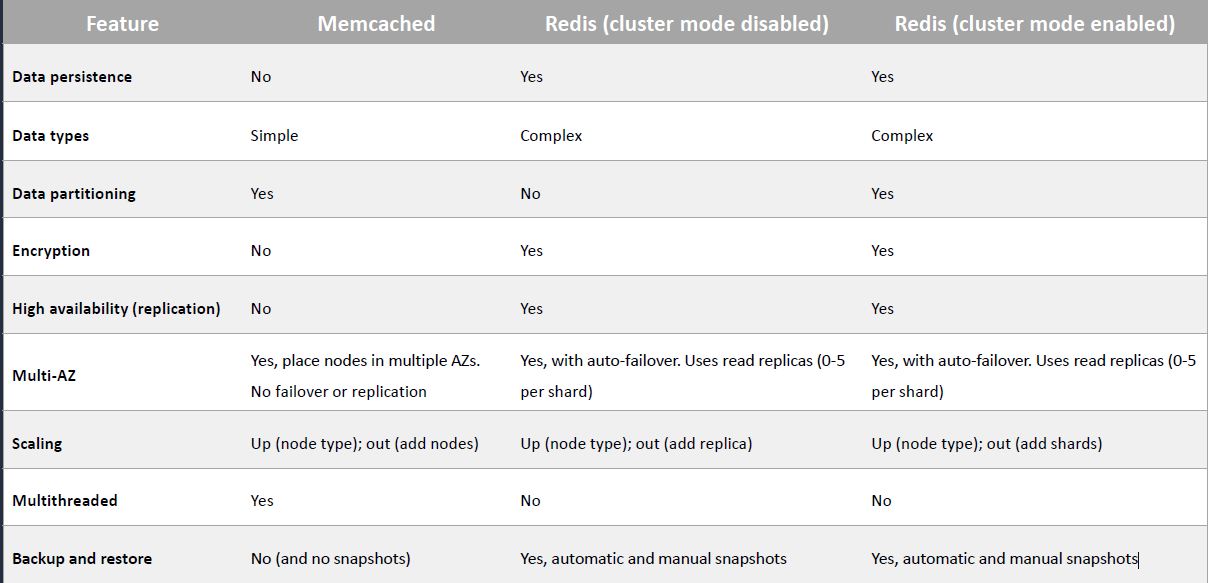 Feature Memcached Redis (cluster mode disabled) Redis (cluster mode enabled)
Data persistence No Yes Yes
Data types Simple Complex Complex
Data partitioning Yes No Yes
Encryption No Yes Yes
High availability (replication) No Yes Yes
Multi-AZ Yes, place nodes in multiple AZs. Yes, with auto-failover. Uses read replicas (0-5 Yes, with auto-failover. Uses read replicas (0-5
No failover or replication per shard) per shard)
Scaling Up (node type); out (add nodes) Up (node type); out (add replica) Up (node type); out (add shards)
Multithreaded Yes No No
Backup and restore No (and no snapshots) Yes, automatic and manual snapshots Yes, automatic and manual snapshots